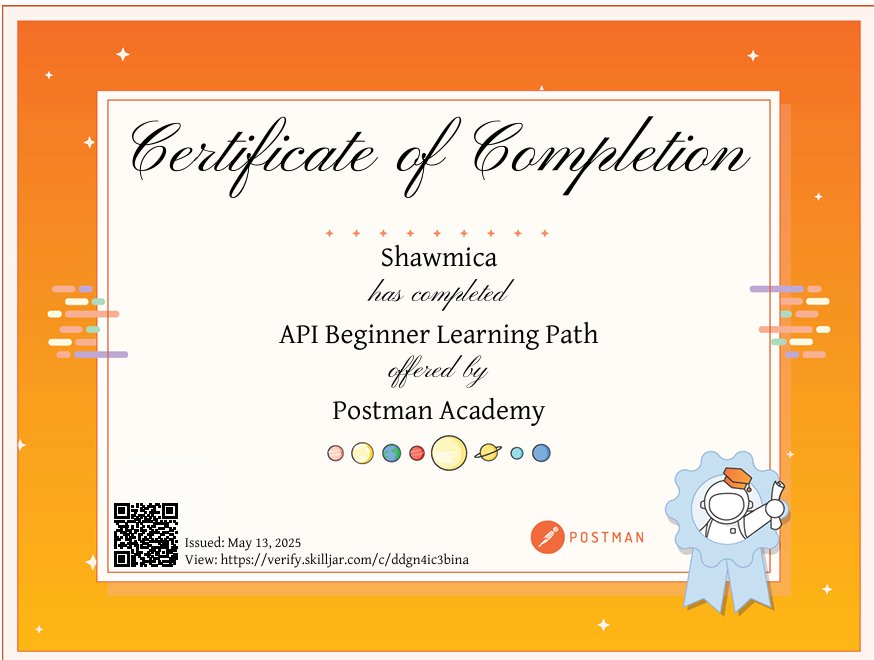 Certificate of Completion
Shawmica
has completed
API Beginner Learning Path
offered by
Postman Academy
Issued: May 13, 2025
View: https://verify.skilljar.com/c/ddgn4ic3bina
POSTMAN